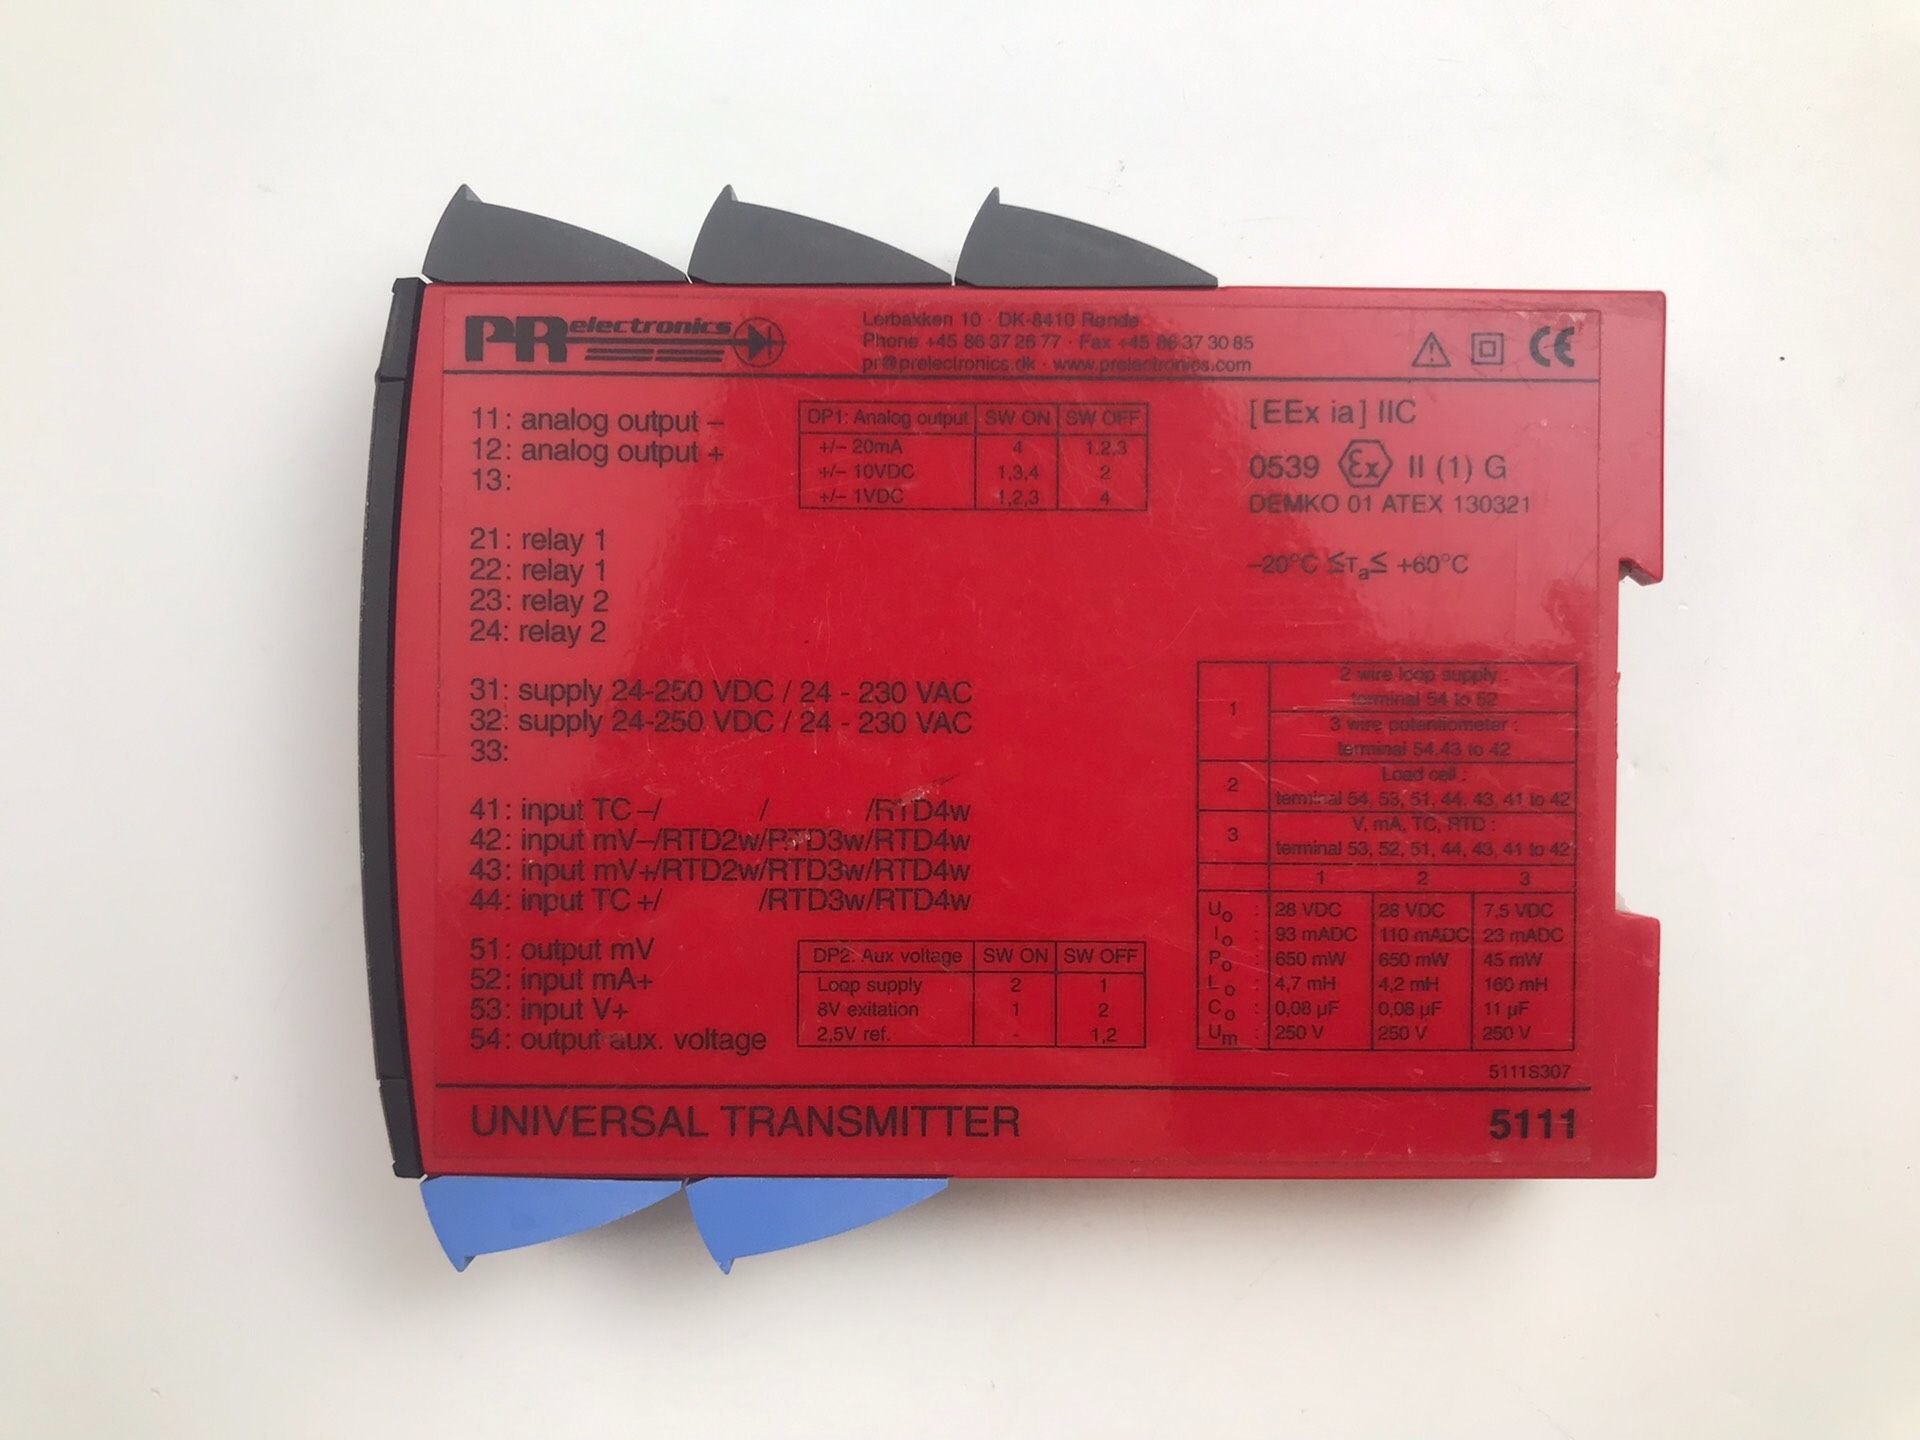 PR electronics
Lerbakken 10 · DK-8410 Rønde
Phone +45 86 37 26 77 · Fax +45 86 37 30 85
pr@prelectronics.dk · www.prelectronics.com
CE
11: analog output –
12: analog output +
13:
DP1: Analog output SW ON SW OFF
+/– 20mA 4 1,2,3
+/– 10VDC 1,3,4 2
+/– 1VDC 1,2,3 4
[EEx ia] IIC
0539 Ex II (1) G
DEMKO 01 ATEX 130321
–20°C ≤Ta≤ +60°C
21: relay 1
22: relay 1
23: relay 2
24: relay 2
31: supply 24-250 VDC / 24 - 230 VAC
32: supply 24-250 VDC / 24 - 230 VAC
33:
41: input TC –/ / /RTD4w
42: input mV–/RTD2w/RTD3w/RTD4w
43: input mV+/RTD2w/RTD3w/RTD4w
44: input TC +/ /RTD3w/RTD4w
51: output mV
52: input mA+
53: input V+
54: output aux. voltage
DP2: Aux voltage SW ON SW OFF
Loop supply 2 1
8V exitation 1 2
2,5V ref. - 1,2
1 2 wire loop supply :
terminal 54 to 52
3 wire potentiometer :
terminal 54,43 to 42
2 Load cell :
terminal 54, 53, 51, 44, 43, 41 to 42
3 V, mA, TC, RTD :
terminal 53, 52, 51, 44, 43, 41 to 42
1 2 3
Uo : 28 VDC 28 VDC 7,5 VDC
Io : 93 mADC 110 mADC 23 mADC
Po : 650 mW 650 mW 45 mW
Lo : 4,7 mH 4,2 mH 160 mH
Co : 0,08 µF 0,08 µF 11 µF
Um : 250 V 250 V 250 V
5111S307
UNIVERSAL TRANSMITTER 5111